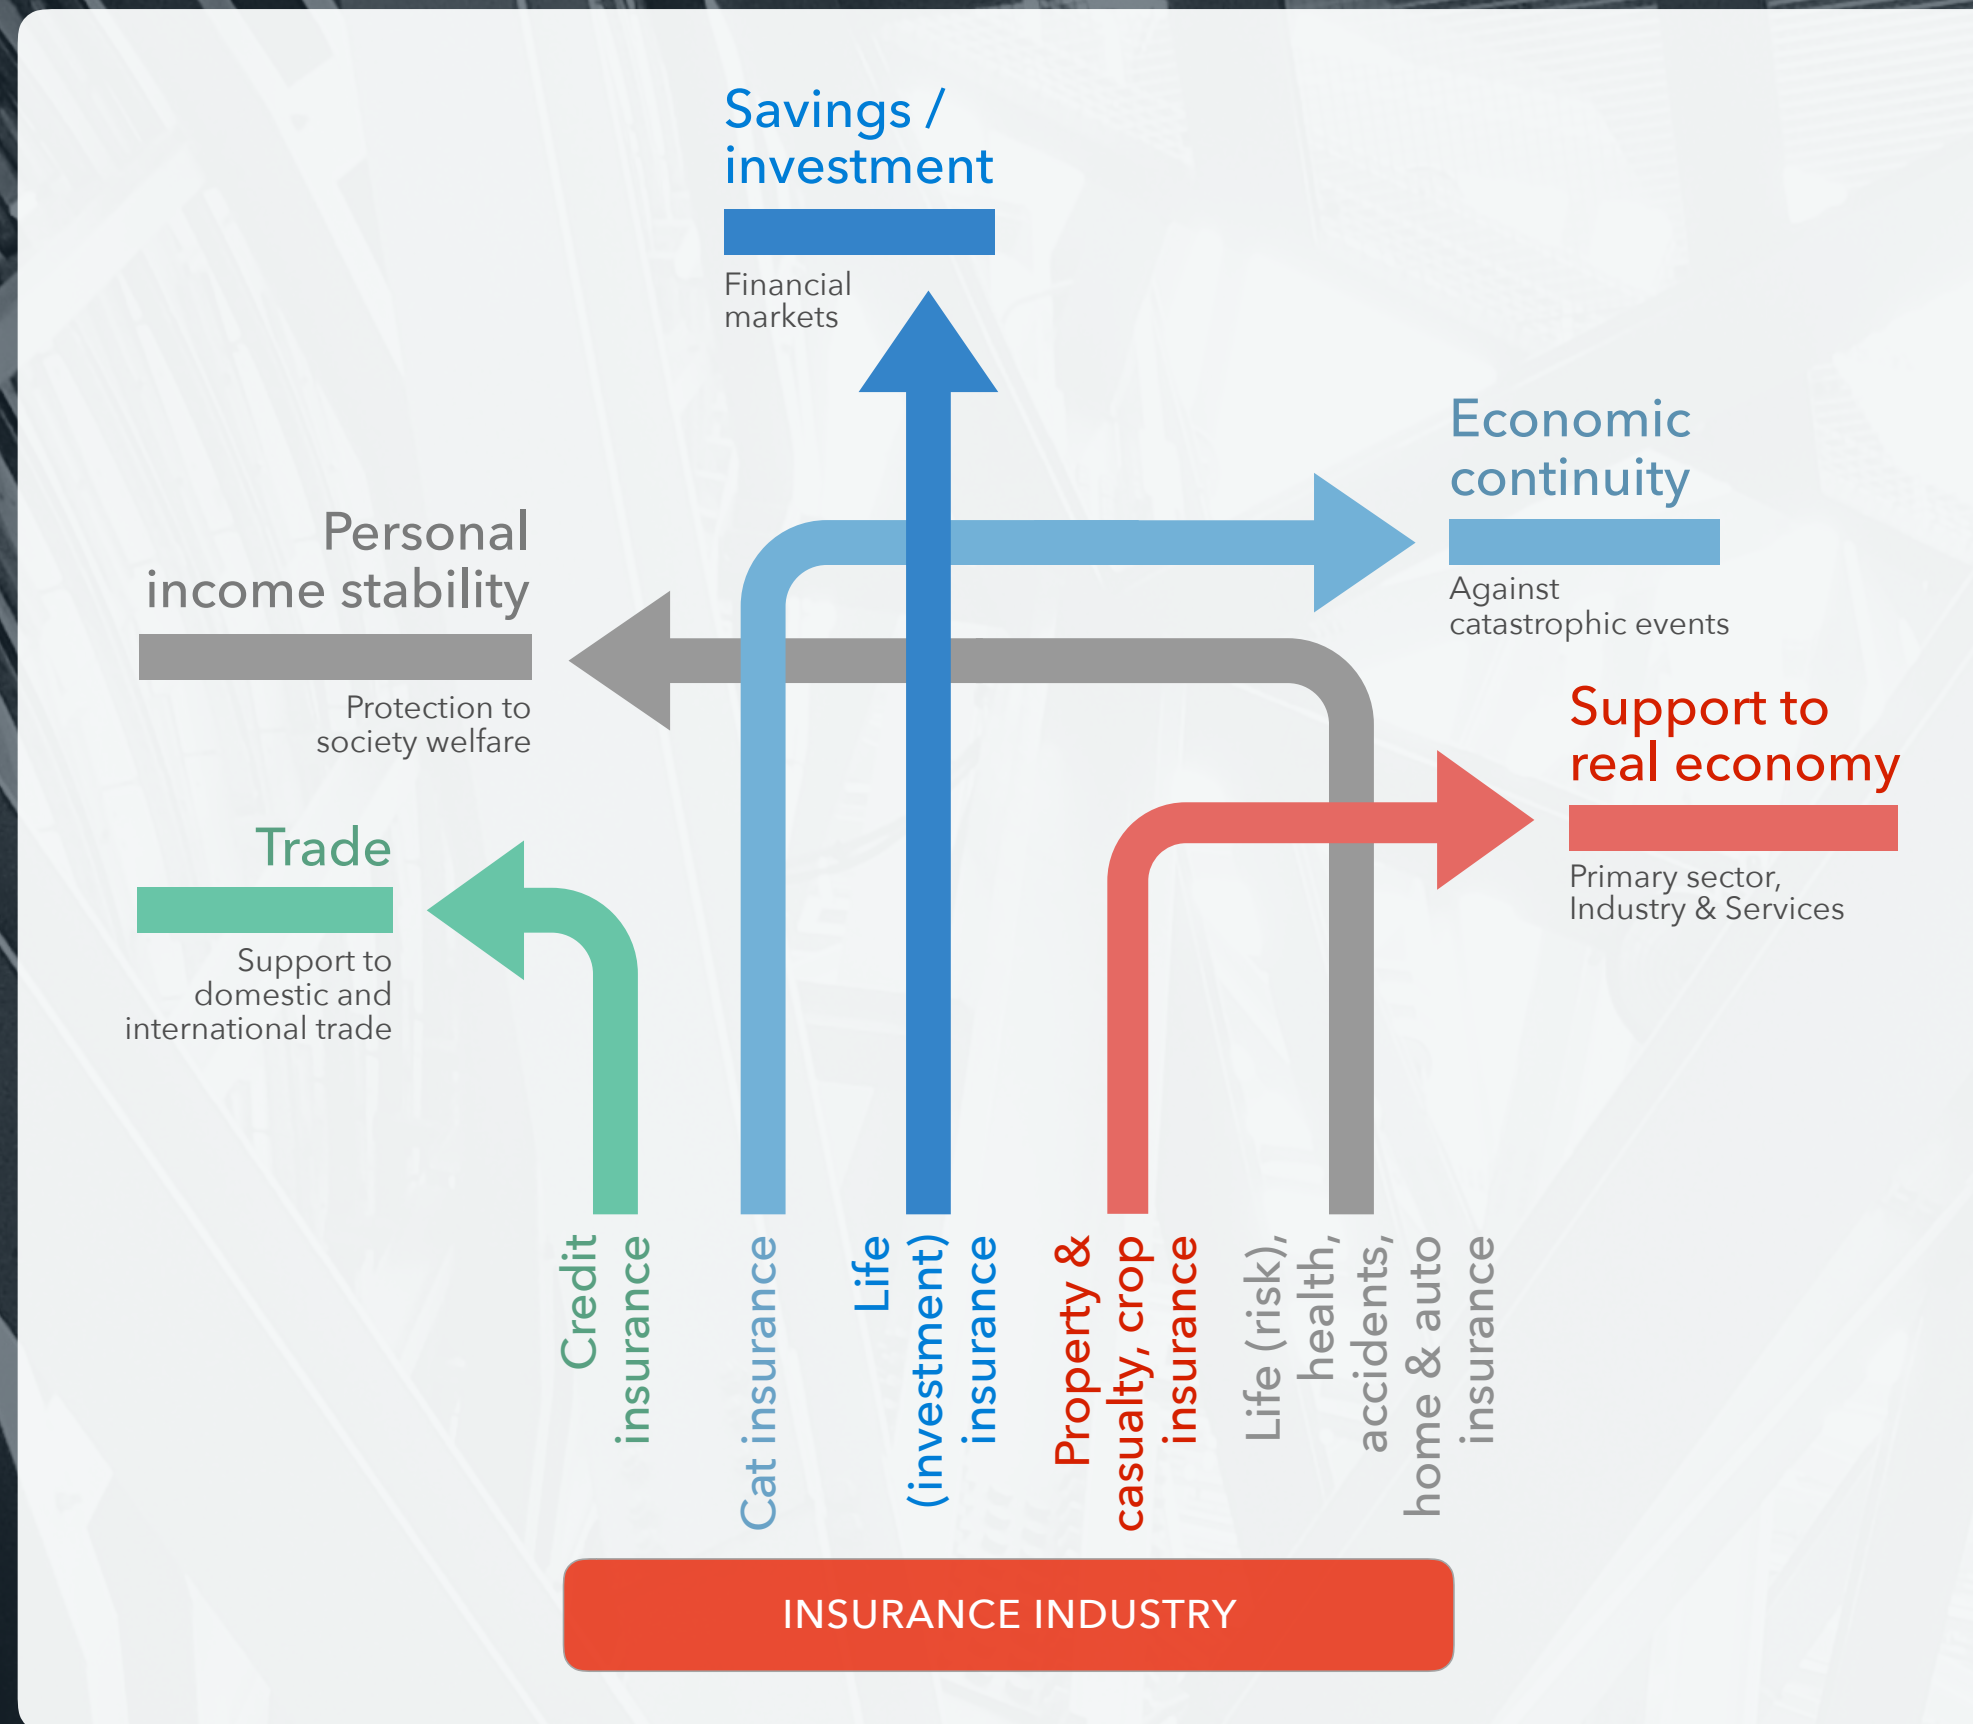 Savings /
investment
Financial
markets
Economic
continuity
Against
catastrophic events
Personal
income stability
Protection to
society welfare
Support to
real economy
Primary sector,
Industry & Services
Trade
Support to
domestic and
international trade
Credit
insurance
Cat insurance
Life
(investment)
insurance
Property &
casualty, crop
insurance
Life (risk),
health,
accidents,
home & auto
insurance
INSURANCE INDUSTRY